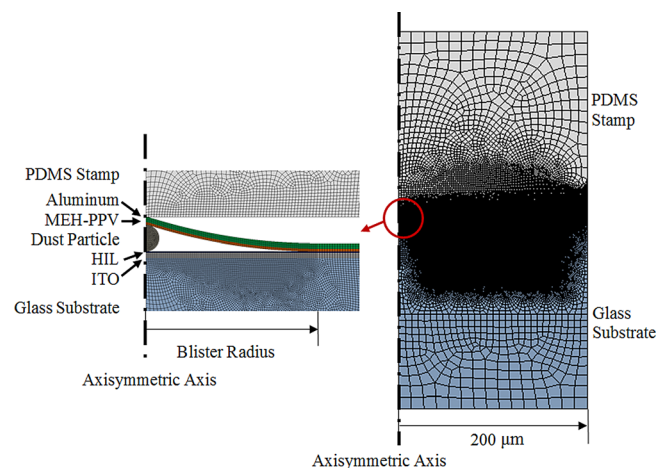 PDMS Stamp
Aluminum
MEH-PPV
Dust Particle
HIL
ITO
Glass Substrate
Blister Radius
Axisymmetric Axis
PDMS
Stamp
Glass
Substrate
200 μm
Axisymmetric Axis